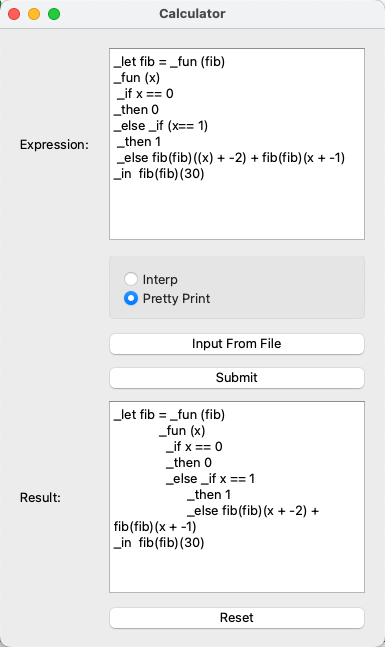 Calculator
Expression:
_let fib = _fun (fib)
_fun (x)
_if x == 0
_then 0
_else _if (x== 1)
_then 1
_else fib(fib)((x) + -2) + fib(fib)(x + -1)
_in  fib(fib)(30)
Interp
Pretty Print
Input From File
Submit
Result:
_let fib = _fun (fib)
_fun (x)
_if x == 0
_then 0
_else _if x == 1
_then 1
_else fib(fib)(x + -2) +
fib(fib)(x + -1)
_in  fib(fib)(30)
Reset